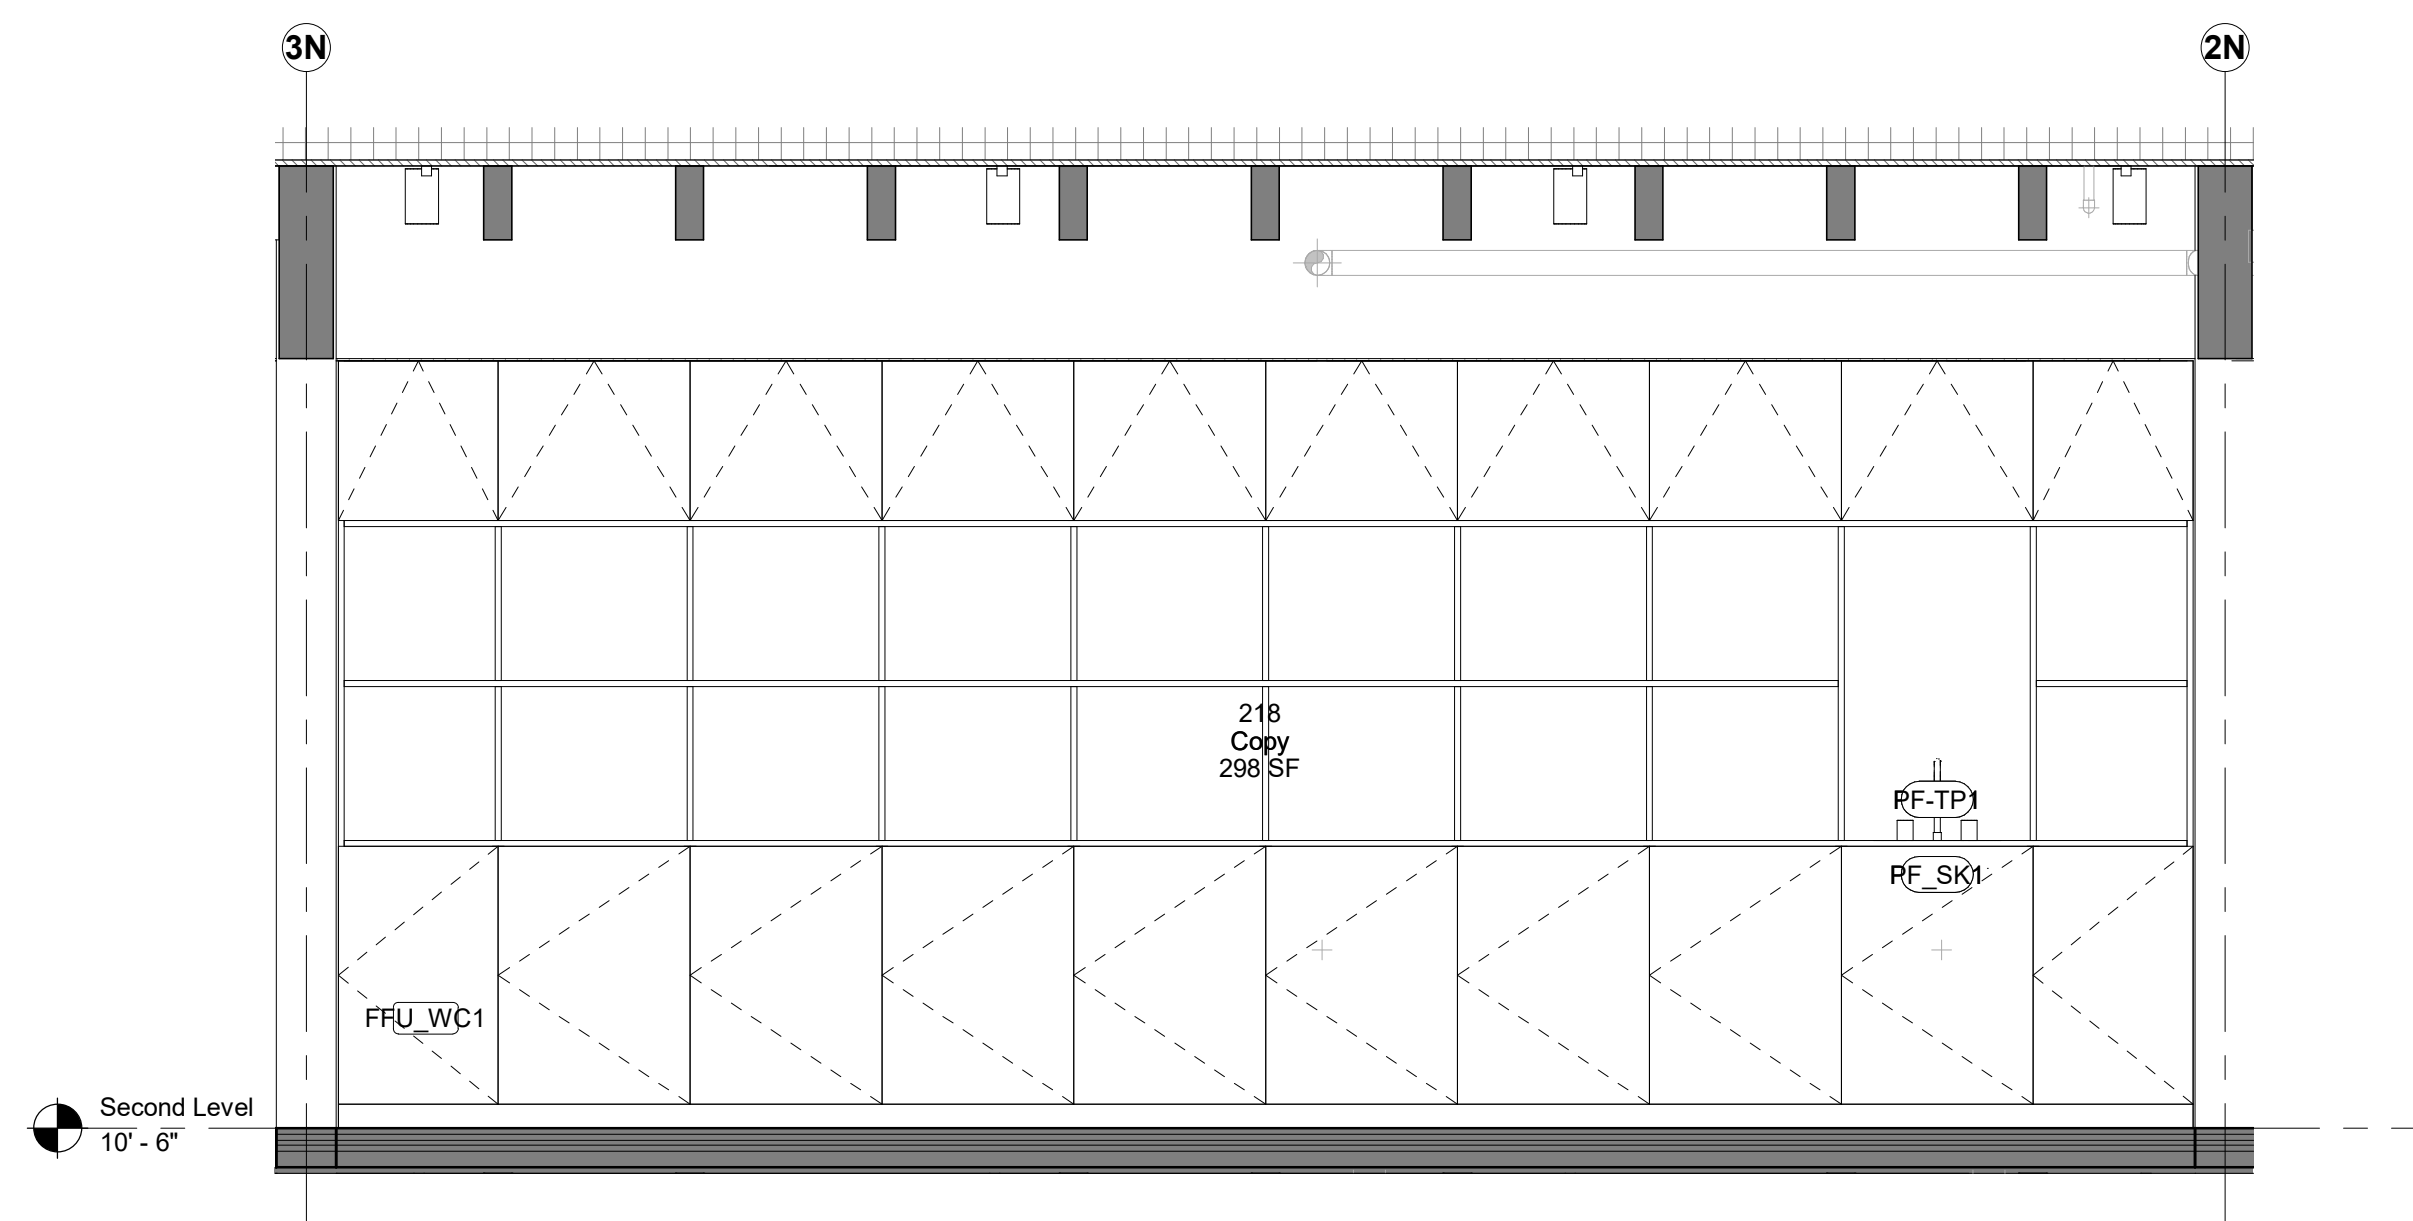 3N
2N
218
Copy
298 SF
PF-TP1
PF_SK1
FFU_WC1
Second Level
10' - 6"